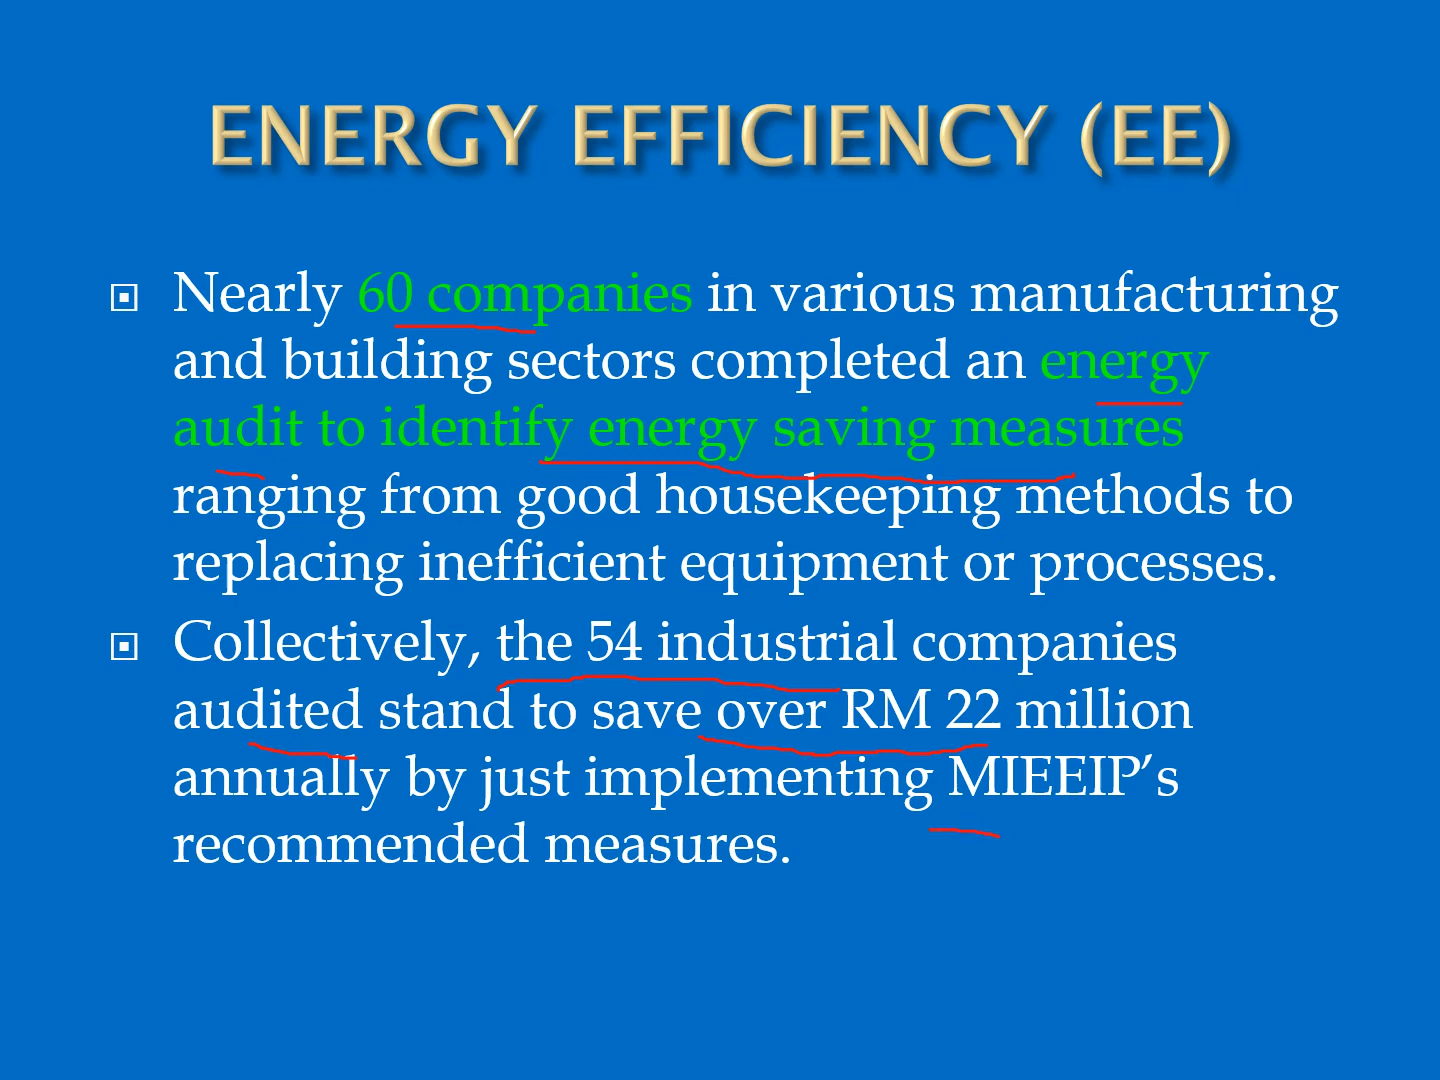 ENERGY EFFICIENCY (EE)
Nearly 60 companies in various manufacturing
and building sectors completed an energy
audit to identify energy saving measures
ranging from good housekeeping methods to
replacing inefficient equipment or processes.
Collectively, the 54 industrial companies
audited stand to save over RM 22 million
annually by just implementing MIEEIP’s
recommended measures.